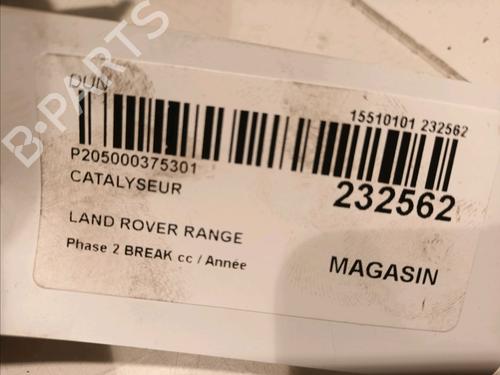 DUN
15510101 232562
P205000375301
232562
CATALYSEUR
LAND ROVER RANGE
Phase 2 BREAK cc / Année
MAGASIN
B-PARTS